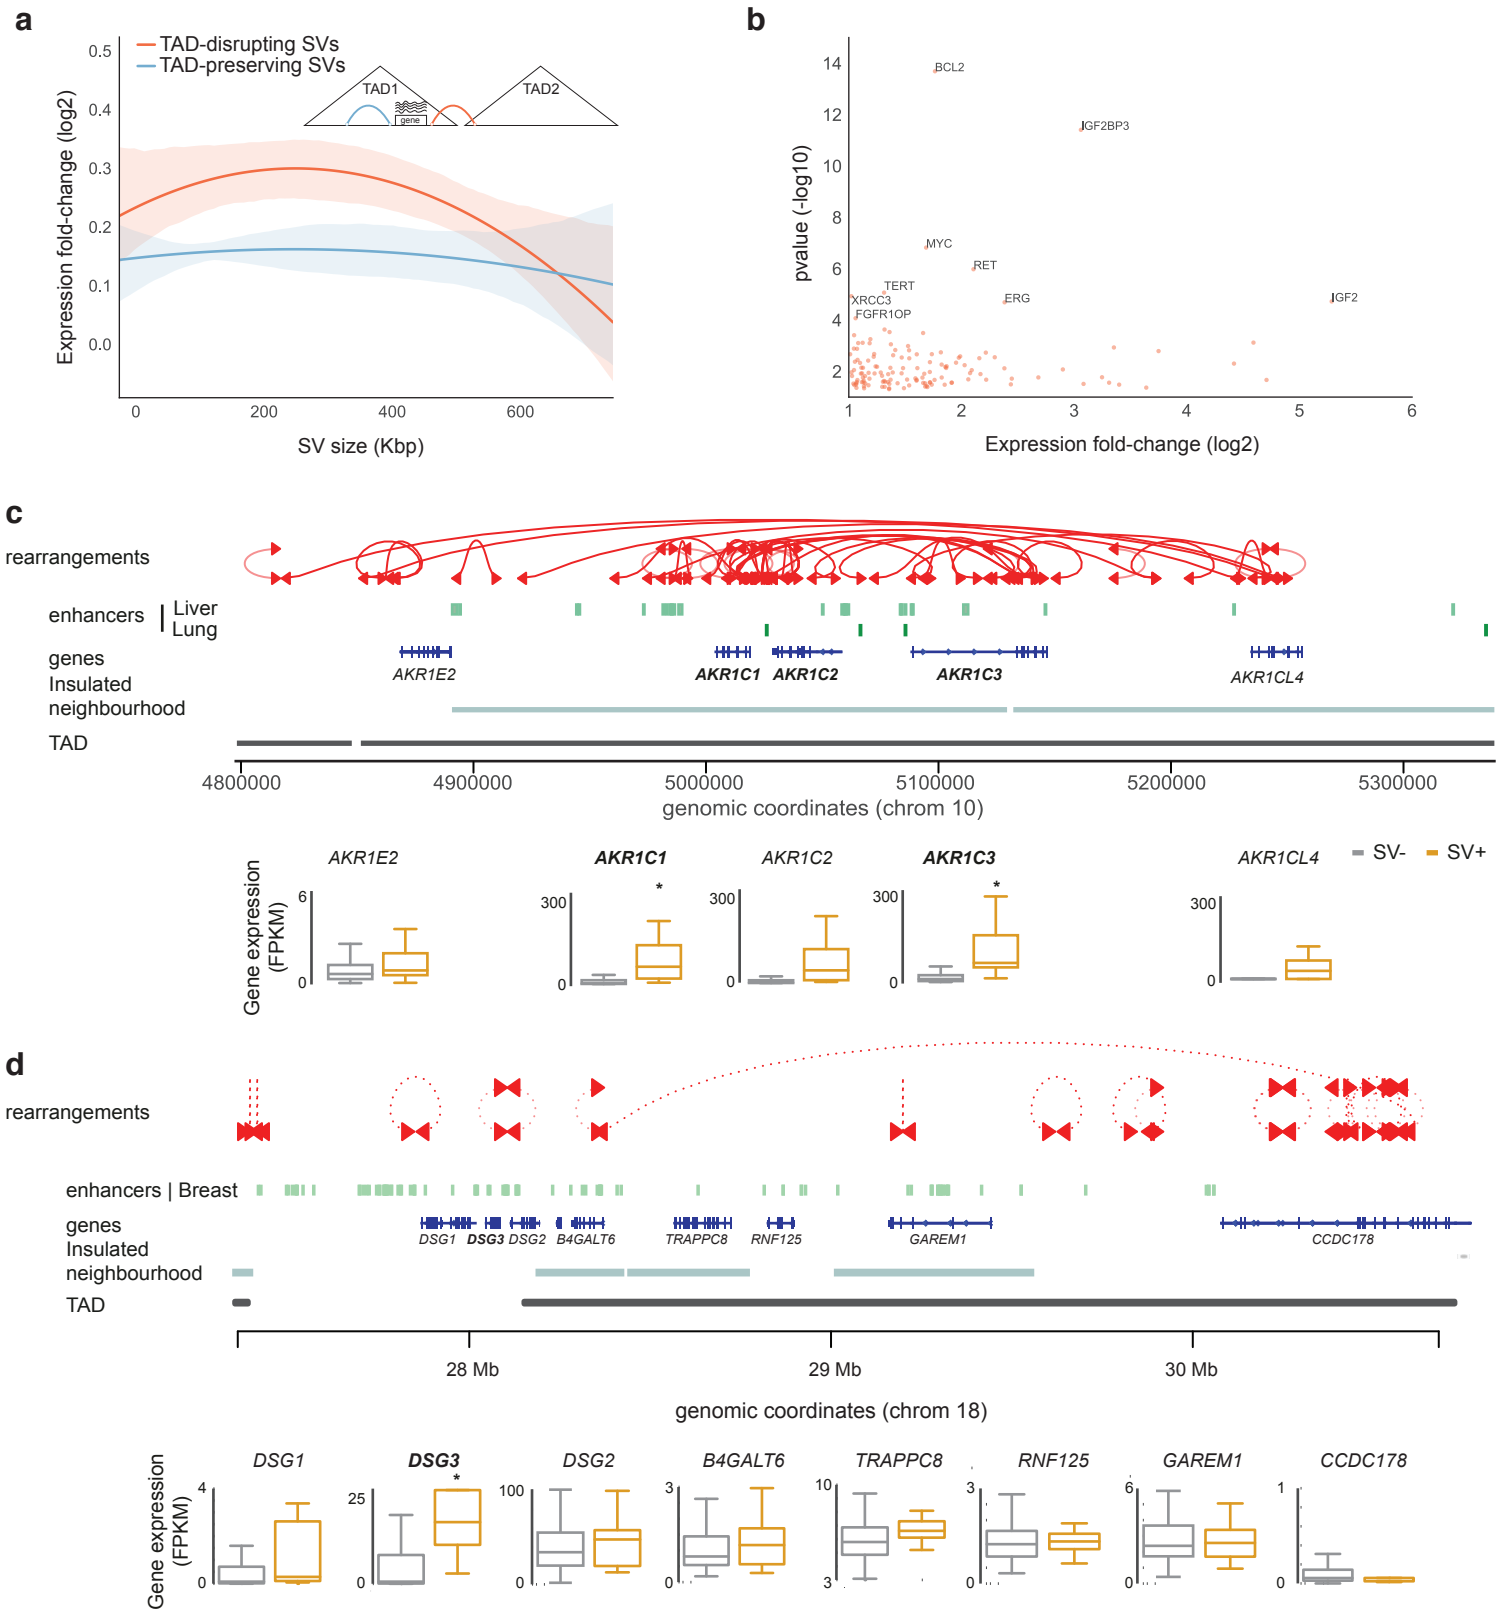 a
TAD-disrupting SVs
TAD-preserving SVs
TAD1
TAD2
gene
Expression fold-change (log2)
0.5
0.4
0.3
0.2
0.1
0.0
0
200
400
600
SV size (Kbp)
b
pvalue (-log10)
14
12
10
8
6
4
2
BCL2
IGF2BP3
MYC
RET
TERT
XRCC3
ERG
IGF2
FGFR1OP
1
2
3
4
5
6
Expression fold-change (log2)
c
rearrangements
enhancers
Liver
Lung
genes
AKR1E2
AKR1C1
AKR1C2
AKR1C3
AKR1CL4
Insulated
neighbourhood
TAD
4800000
4900000
5000000
5100000
5200000
5300000
genomic coordinates (chrom 10)
SV-
SV+
Gene expression
(FPKM)
AKR1E2
6
0
AKR1C1
*
300
0
AKR1C2
300
0
AKR1C3
*
300
0
AKR1CL4
300
0
d
rearrangements
enhancers | Breast
genes
DSG1
DSG3
DSG2
B4GALT6
TRAPPC8
RNF125
GAREM1
CCDC178
Insulated
neighbourhood
TAD
28 Mb
29 Mb
30 Mb
genomic coordinates (chrom 18)
Gene expression
(FPKM)
DSG1
4
0
DSG3
*
25
0
DSG2
100
0
B4GALT6
3
0
TRAPPC8
10
3
RNF125
3
0
GAREM1
6
0
CCDC178
1
0